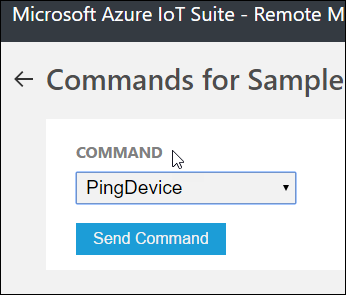 Microsoft Azure IoT Suite - Remote M
Commands for Sample
COMMAND
PingDevice
Send Command